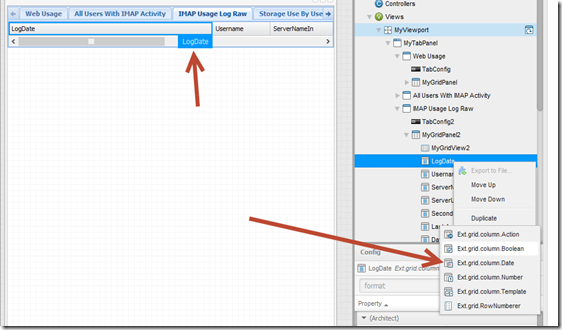 Web Usage
All Users With IMAP Activity
IMAP Usage Log Raw
Storage Use By Use
LogDate
Username
ServerNameIn
LogDate
Controllers
Views
MyViewport
MyTabPanel
Web Usage
TabConfig
MyGridPanel
All Users With IMAP Activity
IMAP Usage Log Raw
TabConfig2
MyGridPanel2
MyGridView2
LogDate
Usernam
ServerN
ServerU
Second
Da
Export to File...
Move Up
Move Down
Duplicate
Ext.grid.column.Action
Ext.grid.column.Boolean
Ext.grid.column.Date
Ext.grid.column.Number
Ext.grid.column.Template
Ext.grid.RowNumberer
Config
LogDate Ext.grid.column
format
Property
(Architect)